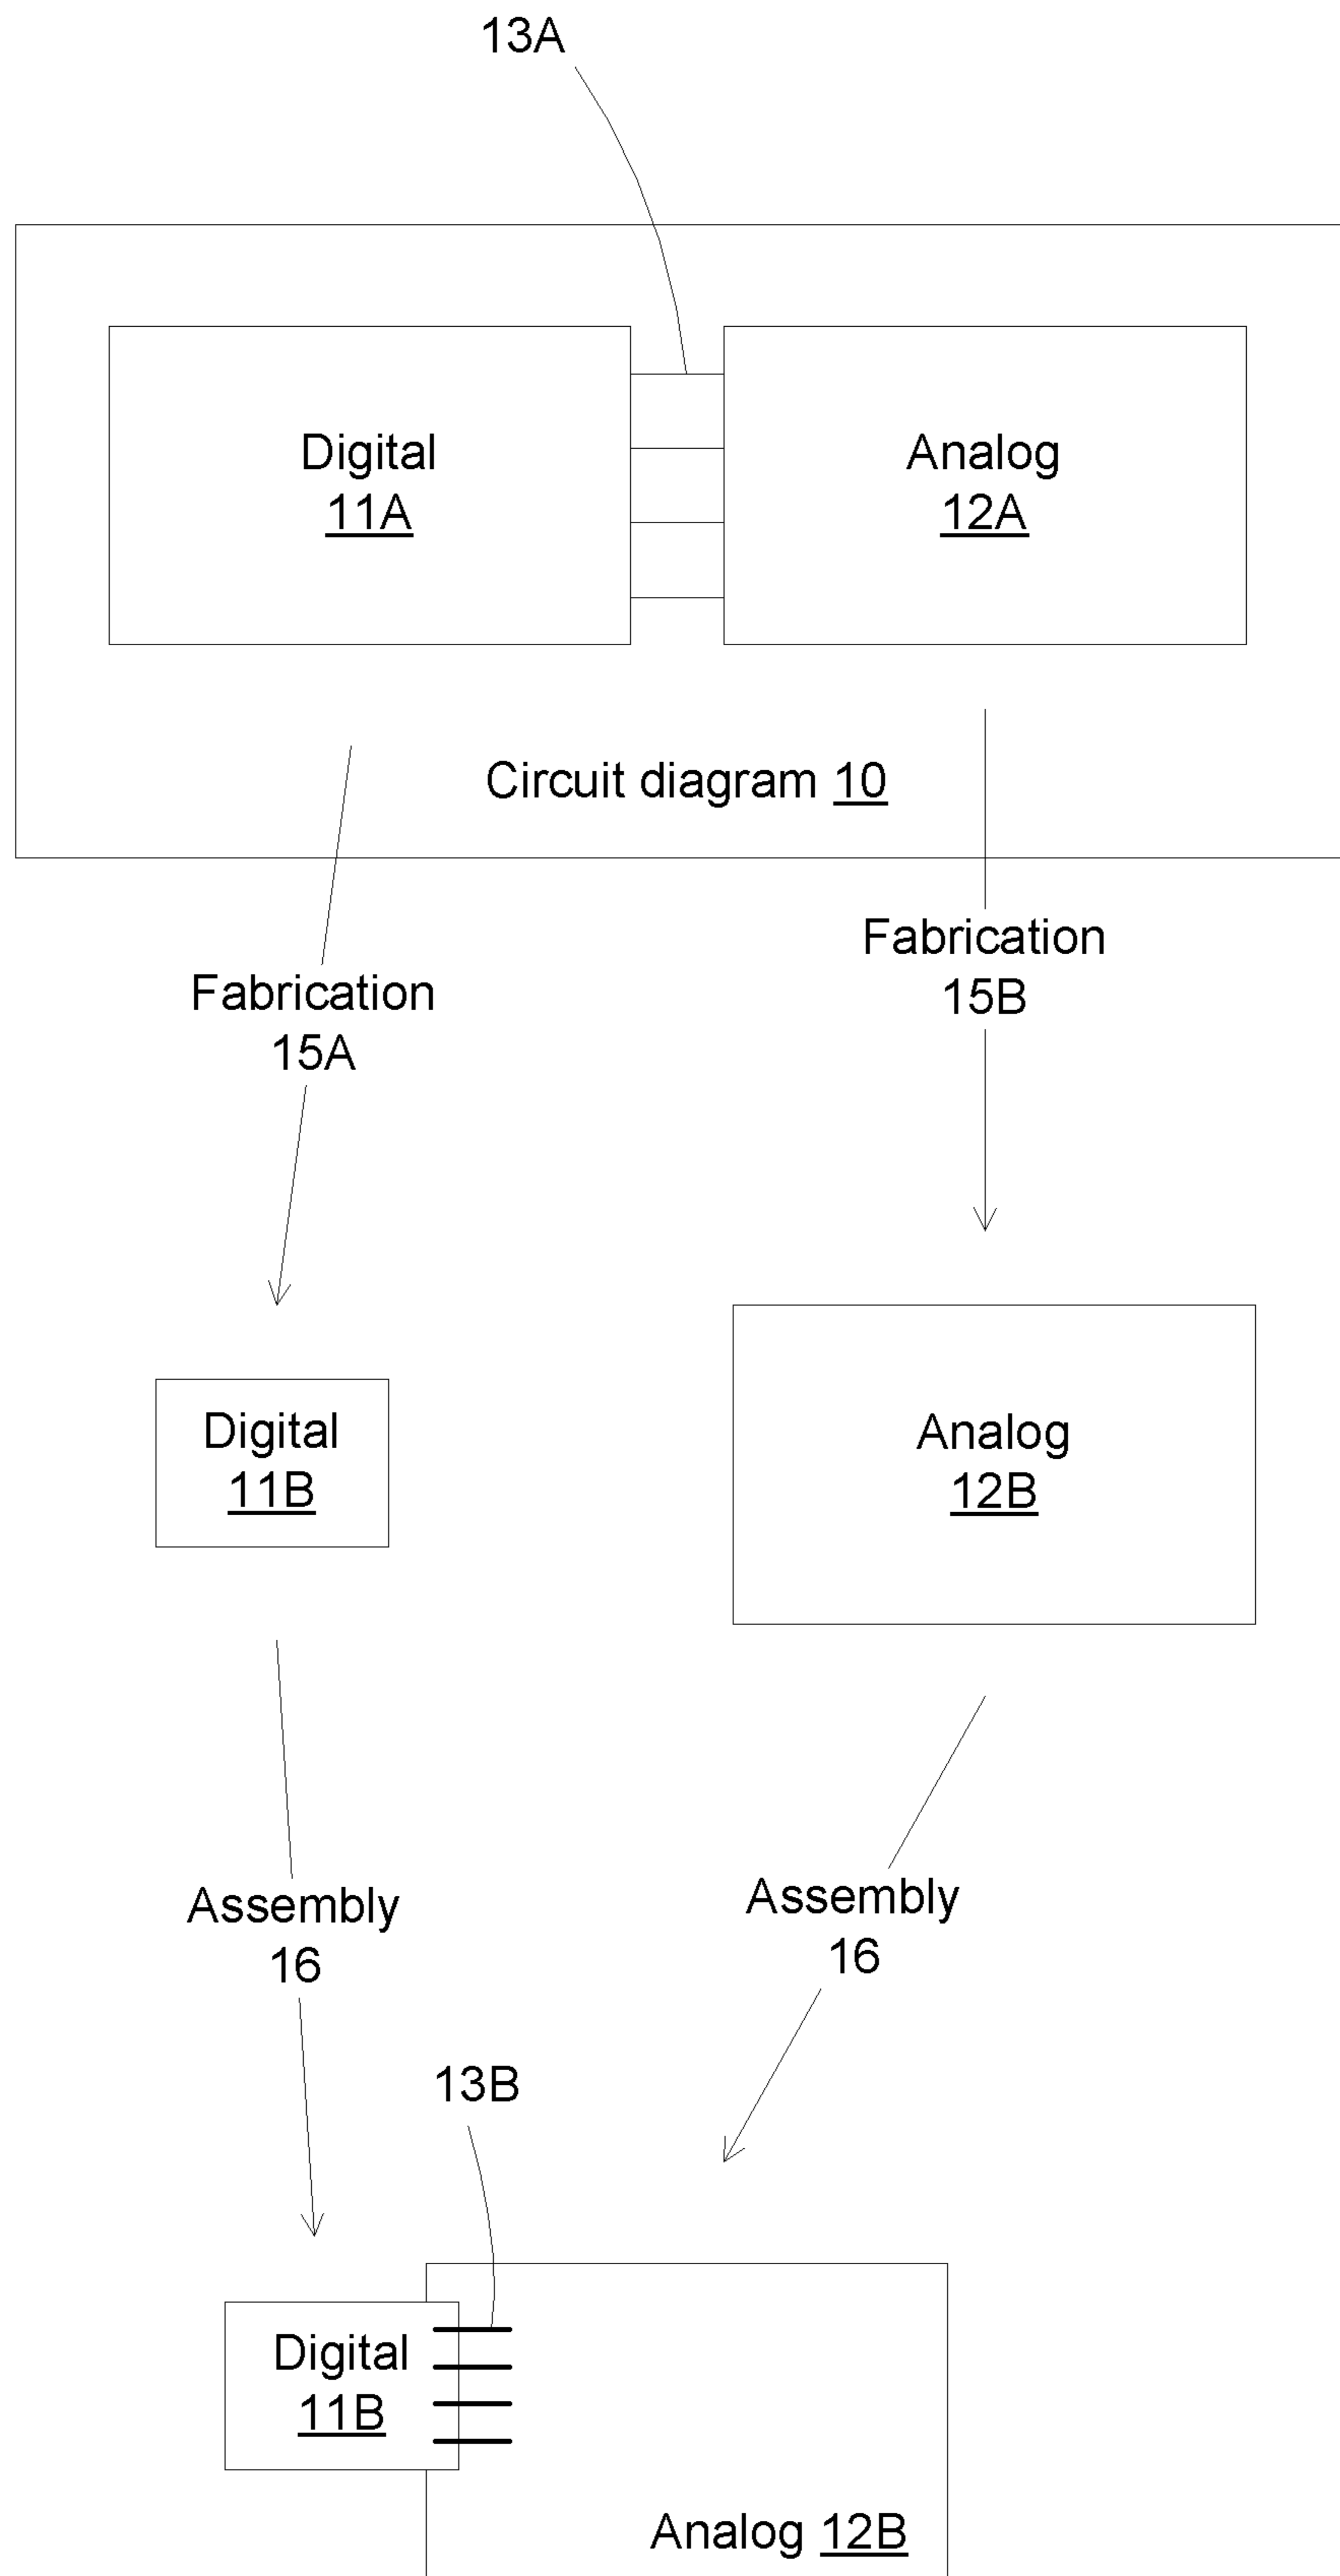 13A
Digital
11A
Analog
12A
Circuit diagram 10
Fabrication
15A
Fabrication
15B
Digital
11B
Analog
12B
Assembly
16
Assembly
16
13B
Digital
11B
Analog 12B